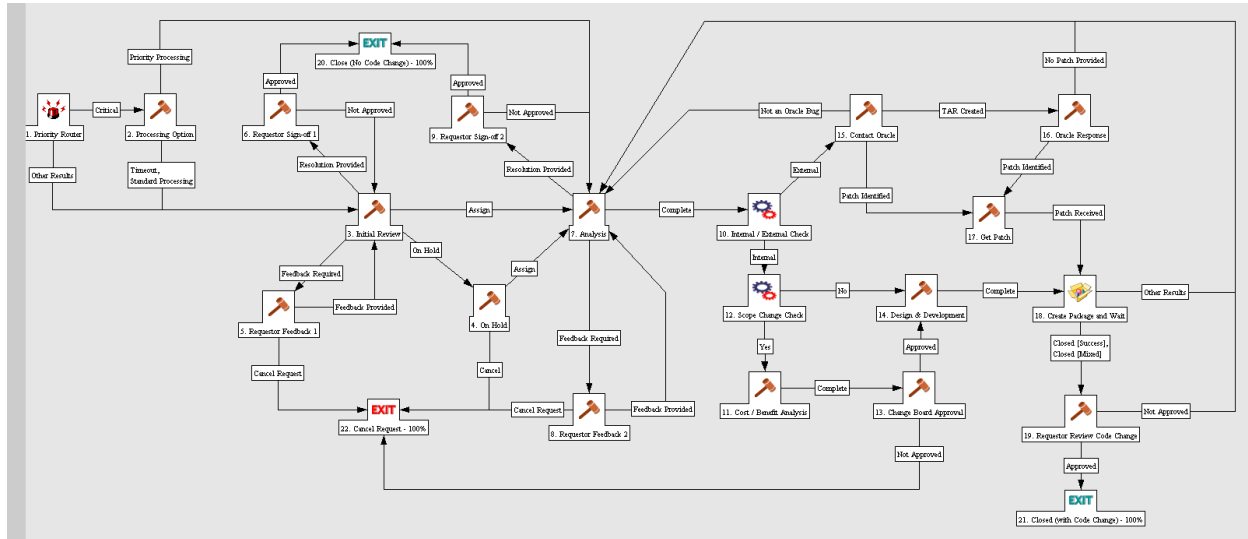 EXIT
20. Close (No Code Change) - 100%
Priority Processing
No Patch Provided
Approved
Approved
Critical
1. Priority Router
2. Processing Option
Not Approved
6. Requestor Sign-off 1
Not Approved
9. Requestor Sign-off 2
Not an Oracle Bug
TAR Created
15. Contact Oracle
16. Oracle Response
Other Results
Timeout,
Standard Processing
Resolution Provided
Resolution Provided
External
Patch Identified
Patch Identified
Assign
Complete
Patch Received
3. Initial Review
7. Analysis
10. Internal / External Check
17. Get Patch
On Hold
Internal
Feedback Required
Assign
Feedback Provided
No
Complete
Other Results
5. Requestor Feedback 1
4. On Hold
12. Scope Change Check
14. Design & Development
18. Create Package and Wait
Feedback Required
Yes
Approved
Closed [Success],
Closed [Mixed]
Cancel Request
Cancel
Complete
EXIT
Cancel Request
Feedback Provided
11. Cost / Benefit Analysis
13. Change Board Approval
Not Approved
22. Cancel Request - 100%
8. Requestor Feedback 2
19. Requestor Review Code Change
Not Approved
Approved
EXIT
21. Closed (with Code Change) - 100%